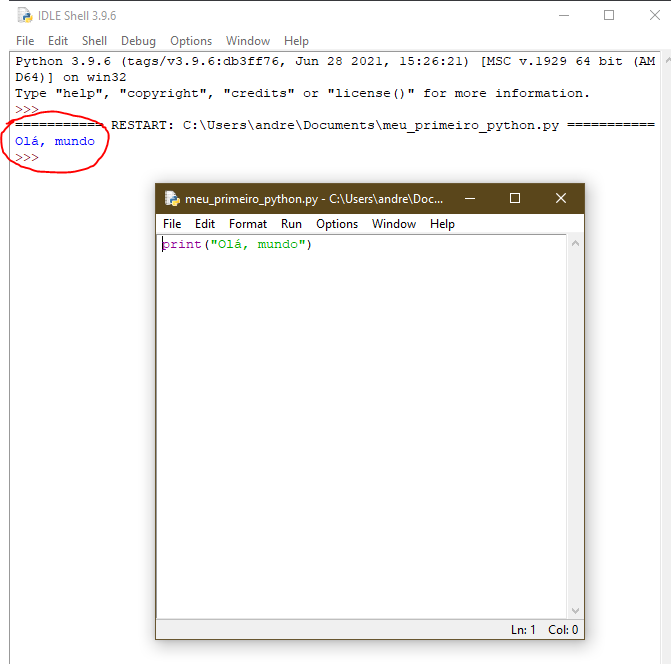 IDLE Shell 3.9.6
File Edit Shell Debug Options Window Help
Python 3.9.6 (tags/v3.9.6:db3ff76, Jun 28 2021, 15:26:21) [MSC v.1929 64 bit (AM
D64)] on win32
Type "help", "copyright", "credits" or "license()" for more information.
>>>
=========== RESTART: C:\Users\andre\Documents\meu_primeiro_python.py ===========
Olá, mundo
>>>
meu_primeiro_python.py - C:\Users\andre\Doc...
File Edit Format Run Options Window Help
print("Olá, mundo")
Ln: 1 Col: 0